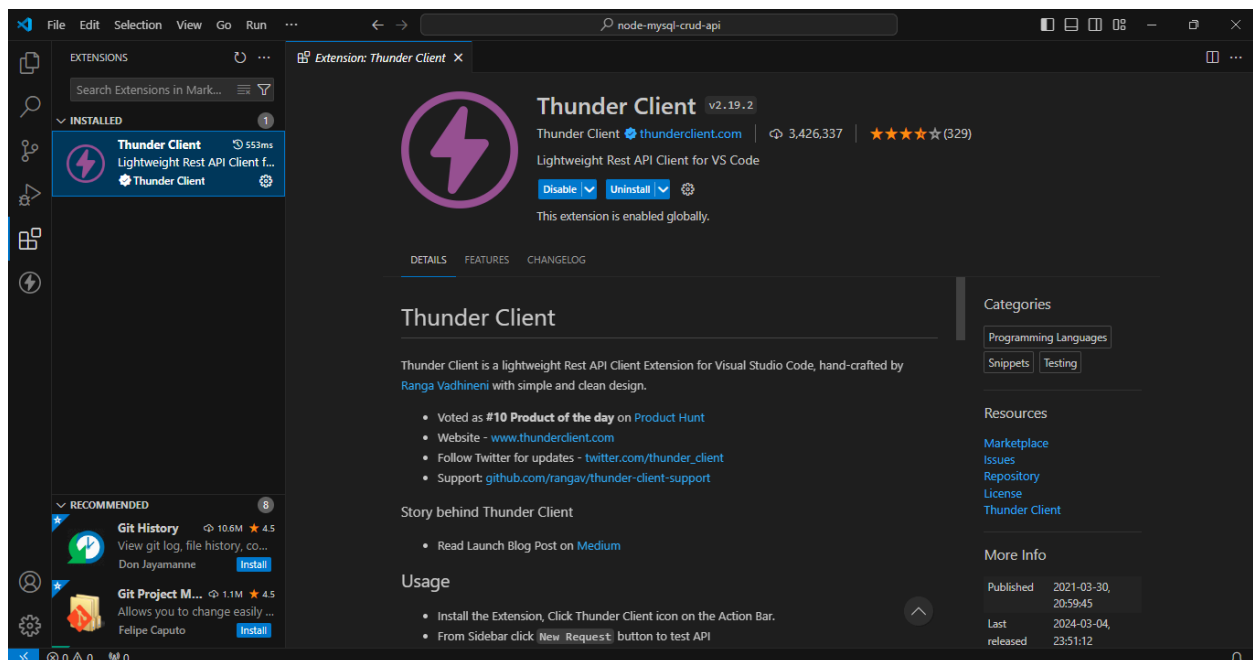 File Edit Selection View Go Run ···
node-mysql-crud-api
EXTENSIONS
Search Extensions in Mark...
INSTALLED
1
Thunder Client 553ms
Lightweight Rest API Client f...
Thunder Client
RECOMMENDED
8
Git History 10.6M 4.5
View git log, file history, co...
Don Jayamanne Install
Git Project M... 1.1M 4.5
Allows you to change easily ...
Felipe Caputo Install
Extension: Thunder Client
Thunder Client v2.19.2
Thunder Client thunderclient.com 3,426,337 (329)
Lightweight Rest API Client for VS Code
Disable Uninstall
This extension is enabled globally.
DETAILS FEATURES CHANGELOG
Thunder Client
Thunder Client is a lightweight Rest API Client Extension for Visual Studio Code, hand-crafted by
Ranga Vadhineni with simple and clean design.
• Voted as #10 Product of the day on Product Hunt
• Website - www.thunderclient.com
• Follow Twitter for updates - twitter.com/thunder_client
• Support: github.com/rangav/thunder-client-support
Story behind Thunder Client
• Read Launch Blog Post on Medium
Usage
• Install the Extension, Click Thunder Client icon on the Action Bar.
• From Sidebar click New Request button to test API
Categories
Programming Languages
Snippets Testing
Resources
Marketplace
Issues
Repository
License
Thunder Client
More Info
Published 2021-03-30,
20:59:45
Last 2024-03-04,
released 23:51:12
0 0 0